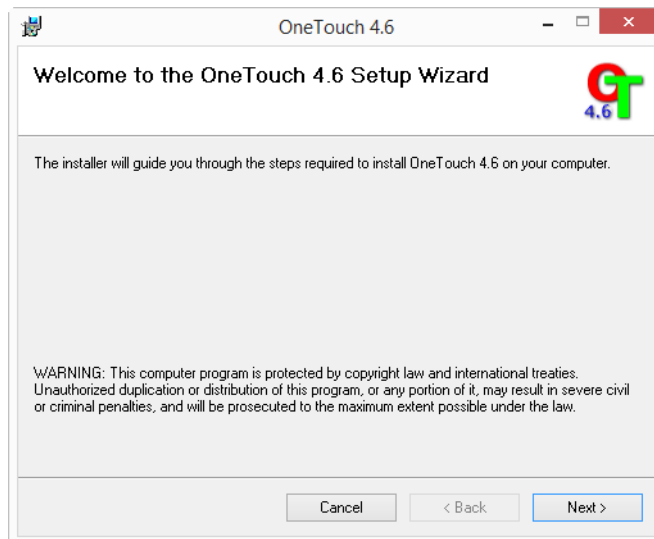 OneTouch 4.6
Welcome to the OneTouch 4.6 Setup Wizard
OT
4.6
The installer will guide you through the steps required to install OneTouch 4.6 on your computer.
WARNING: This computer program is protected by copyright law and international treaties.
Unauthorized duplication or distribution of this program, or any portion of it, may result in severe civil
or criminal penalties, and will be prosecuted to the maximum extent possible under the law.
Cancel < Back Next >